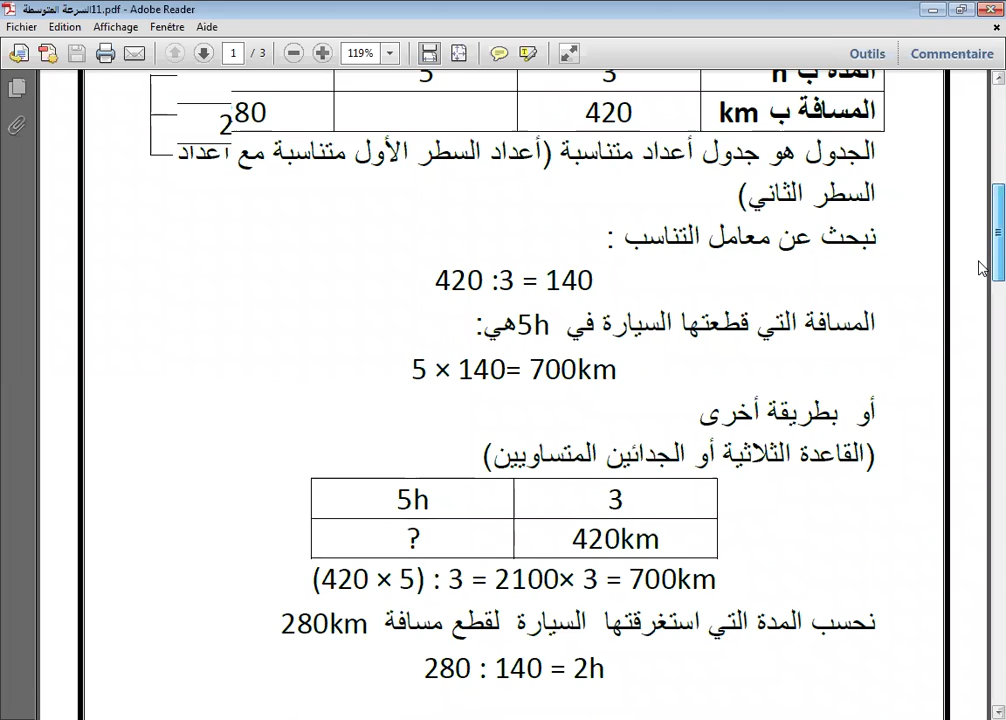 السرعة المتوسطة11.pdf - Adobe Reader
Fichier Edition Affichage Fenêtre Aide
1 / 3 119% Outils Commentaire
المدة ب h 3 5
المسافة ب km 420 280
الجدول هو جدول أعداد متناسبة (أعداد السطر الأول متناسبة مع اعداد
السطر الثاني)
نبحث عن معامل التناسب :
420 :3 = 140
المسافة التي قطعتها السيارة في 5h هي:
5 × 140= 700km
أو بطريقة أخرى
(القاعدة الثلاثية أو الجدائين المتساويين)
3 5h
420km ?
(420 × 5) : 3 = 2100× 3 = 700km
نحسب المدة التي استغرقتها السيارة لقطع مسافة 280km
280 : 140 = 2h